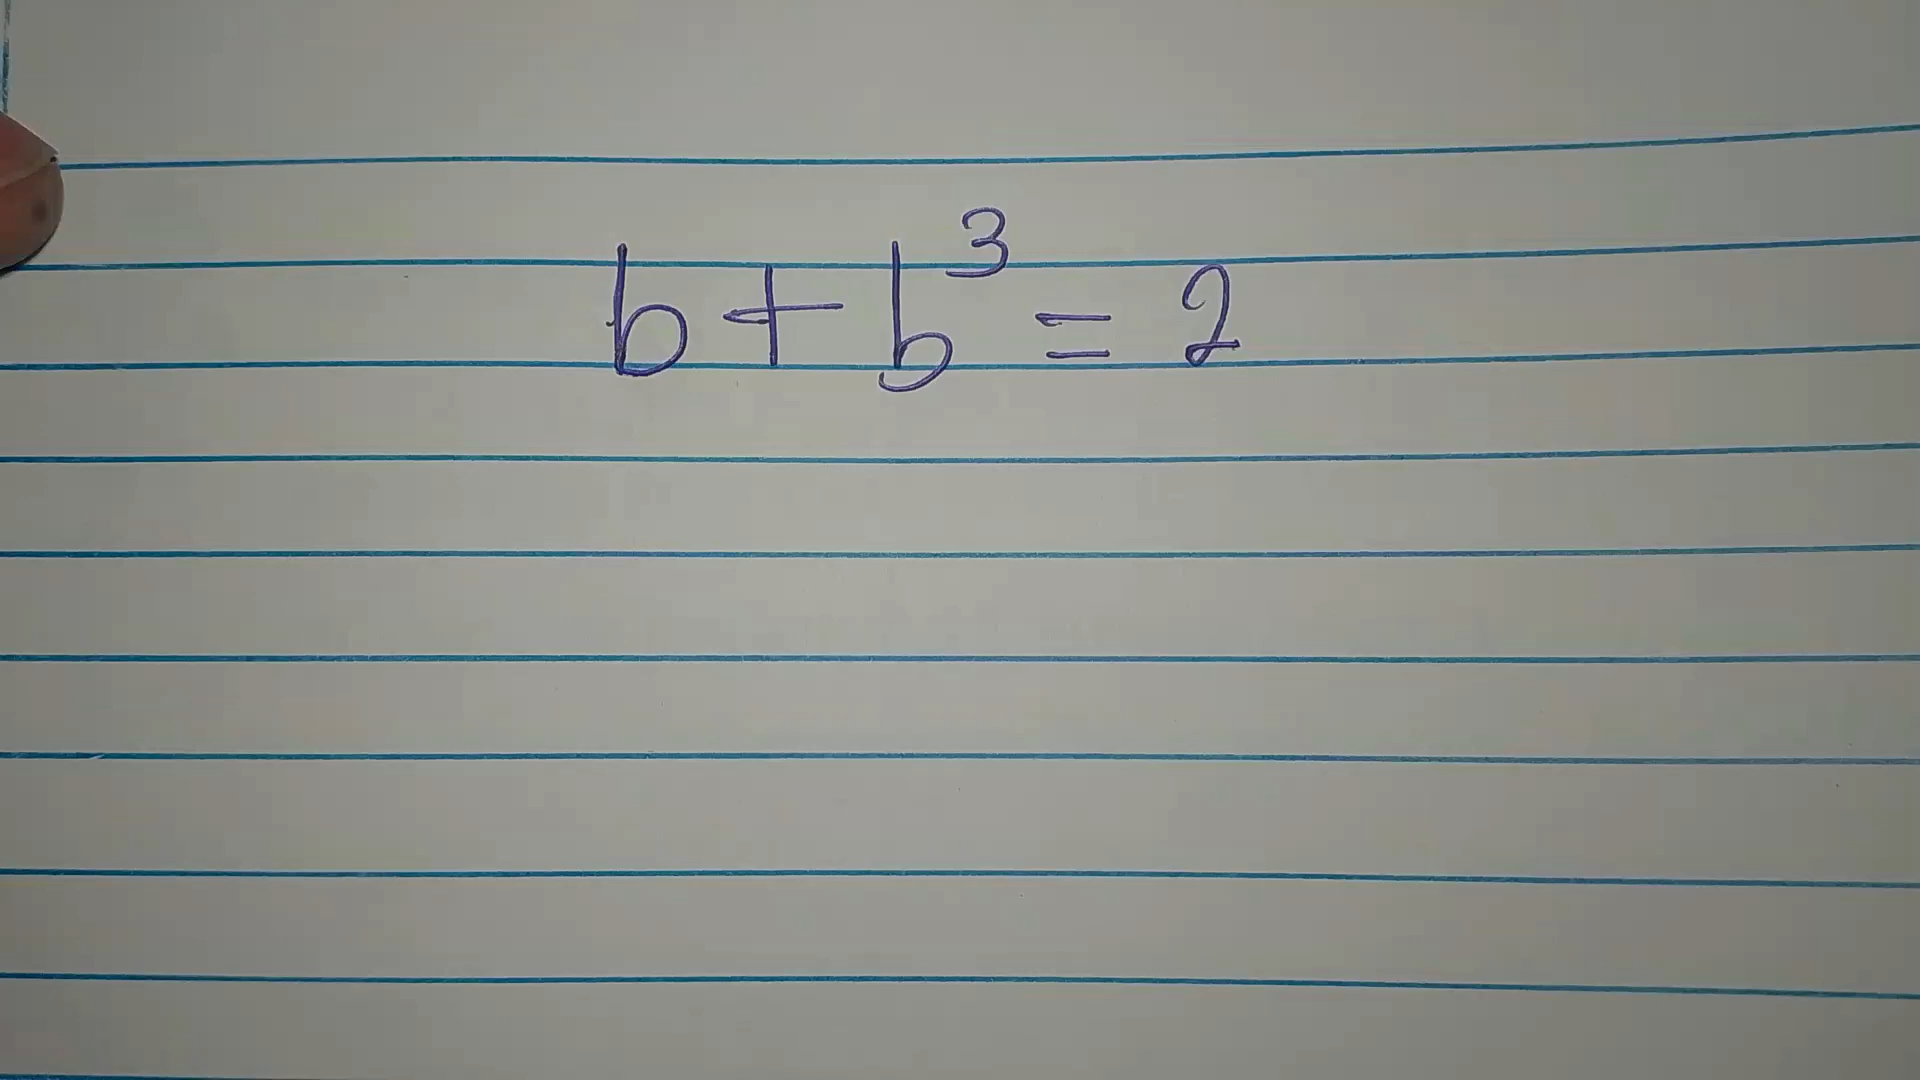 b + b³ = 2